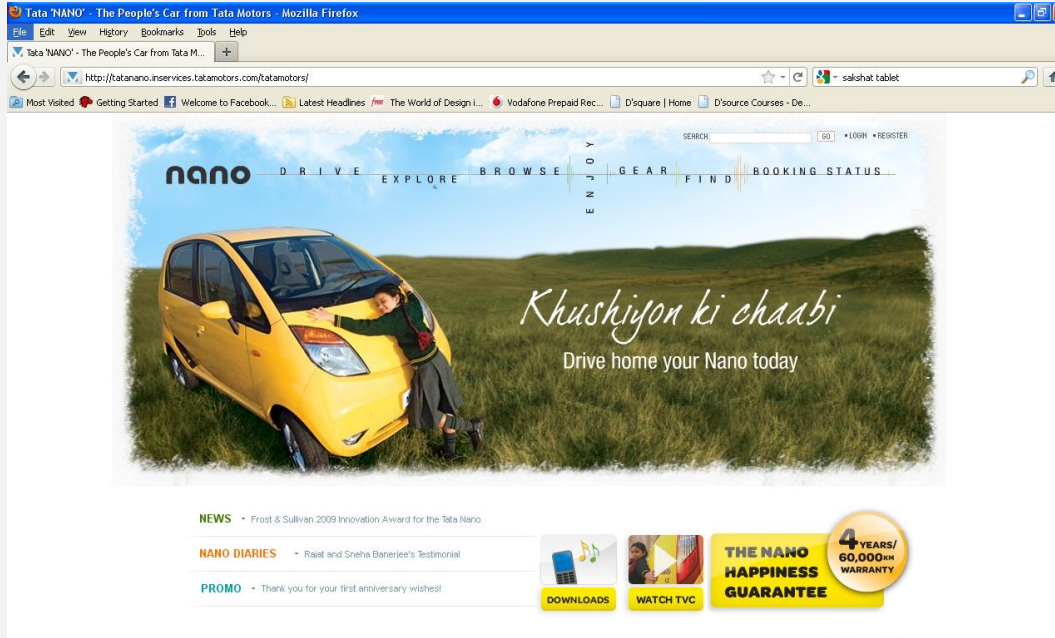 Tata 'NANO' - The People's Car from Tata Motors - Mozilla Firefox
File Edit View History Bookmarks Tools Help
Tata 'NANO' - The People's Car from Tata M...
http://tatanano.inservices.tatamotors.com/tatamotors/ sakshat tablet
Most Visited Getting Started Welcome to Facebook... Latest Headlines free The World of Design i... Vodafone Prepaid Rec... D'square | Home D'source Courses - De...
SEARCH GO LOGIN REGISTER
nano DRIVE EXPLORE BROWSE ENJOY GEAR FIND BOOKING STATUS
Khushiyon ki chaabi
Drive home your Nano today
NEWS - Frost & Sullivan 2009 Innovation Award for the Tata Nano
NANO DIARIES - Rajat and Sneha Banerjee's Testimonial
PROMO - Thank you for your first anniversary wishes!
DOWNLOADS
WATCH TVC
THE NANO
HAPPINESS
GUARANTEE
4 YEARS/
60,000KM
WARRANTY